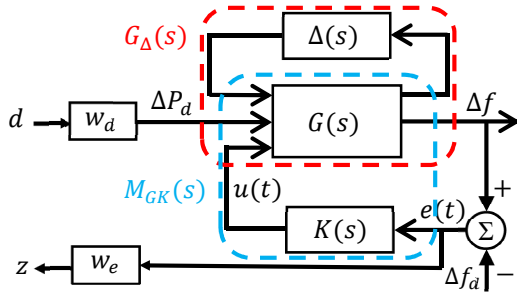 G_Δ(s)
Δ(s)
d
w_d
ΔP_d
G(s)
Δf
M_GK(s)
u(t)
e(t)
+
K(s)
Σ
z
w_e
Δf_d
−